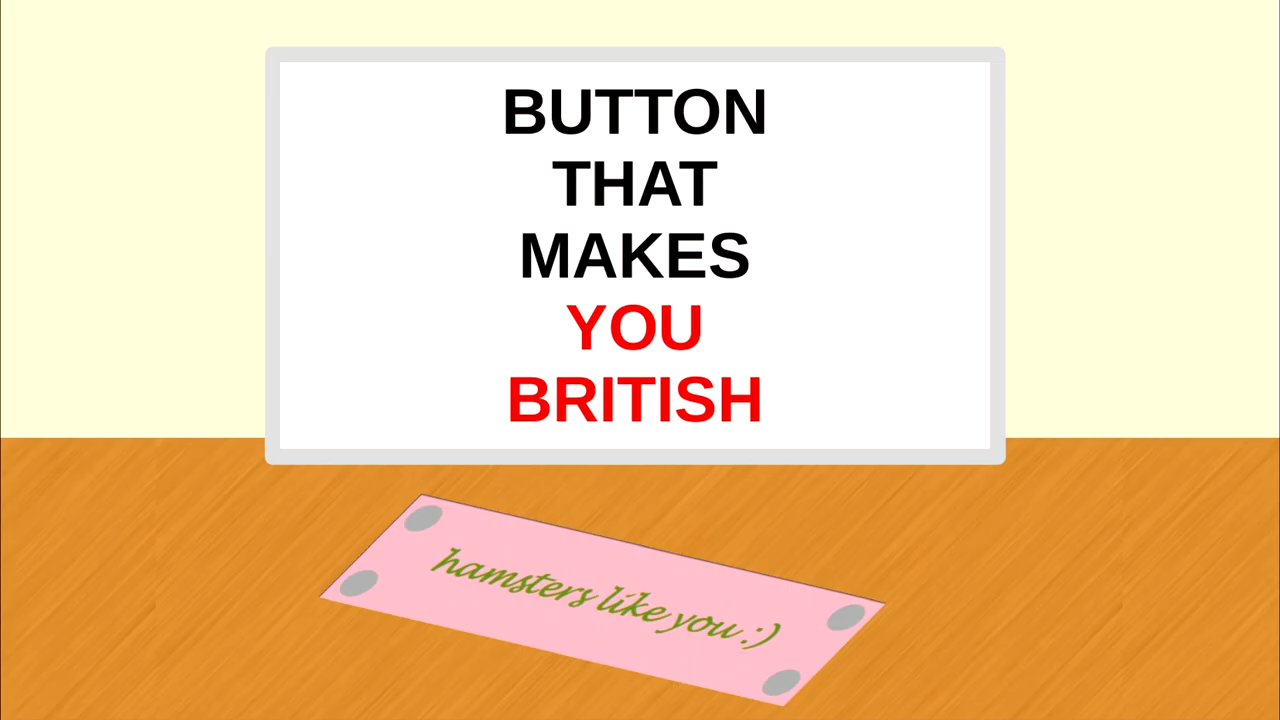 BUTTON
THAT
MAKES
YOU
BRITISH
hamsters like you :)